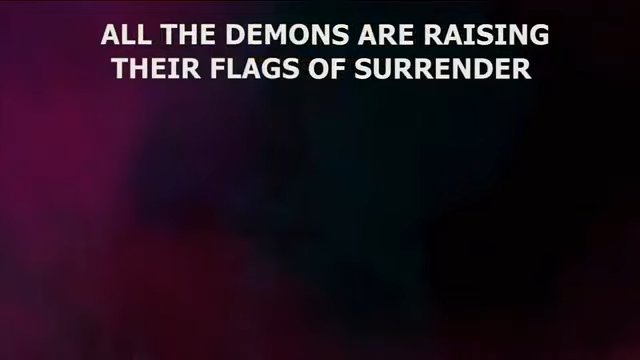 ALL THE DEMONS ARE RAISING
THEIR FLAGS OF SURRENDER